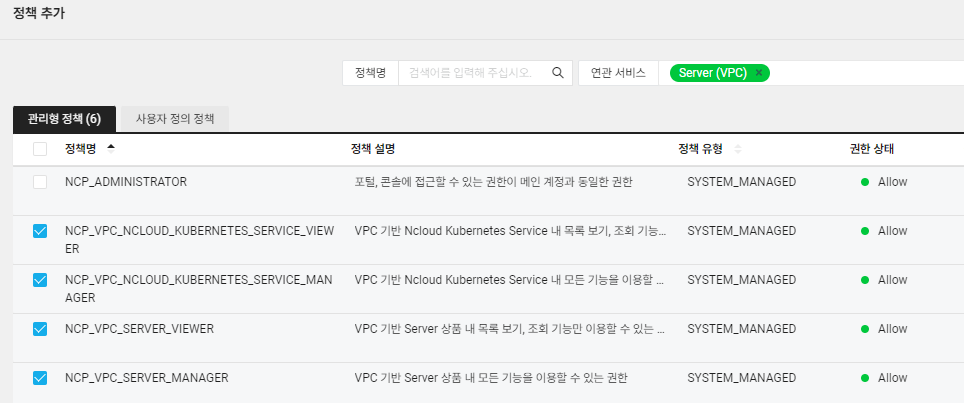 정책 추가
정책명 검색어를 입력해 주십시오. 연관 서비스 Server (VPC) ×
관리형 정책 (6) 사용자 정의 정책
정책명 정책 설명 정책 유형 권한 상태
NCP_ADMINISTRATOR 포털, 콘솔에 접근할 수 있는 권한이 메인 계정과 동일한 권한 SYSTEM_MANAGED Allow
NCP_VPC_NCLOUD_KUBERNETES_SERVICE_VIEW VPC 기반 Ncloud Kubernetes Service 내 목록 보기, 조회 기능... SYSTEM_MANAGED Allow
ER
NCP_VPC_NCLOUD_KUBERNETES_SERVICE_MAN VPC 기반 Ncloud Kubernetes Service 내 모든 기능을 이용할 ... SYSTEM_MANAGED Allow
AGER
NCP_VPC_SERVER_VIEWER VPC 기반 Server 상품 내 목록 보기, 조회 기능만 이용할 수 있는 ... SYSTEM_MANAGED Allow
NCP_VPC_SERVER_MANAGER VPC 기반 Server 상품 내 모든 기능을 이용할 수 있는 권한 SYSTEM_MANAGED Allow